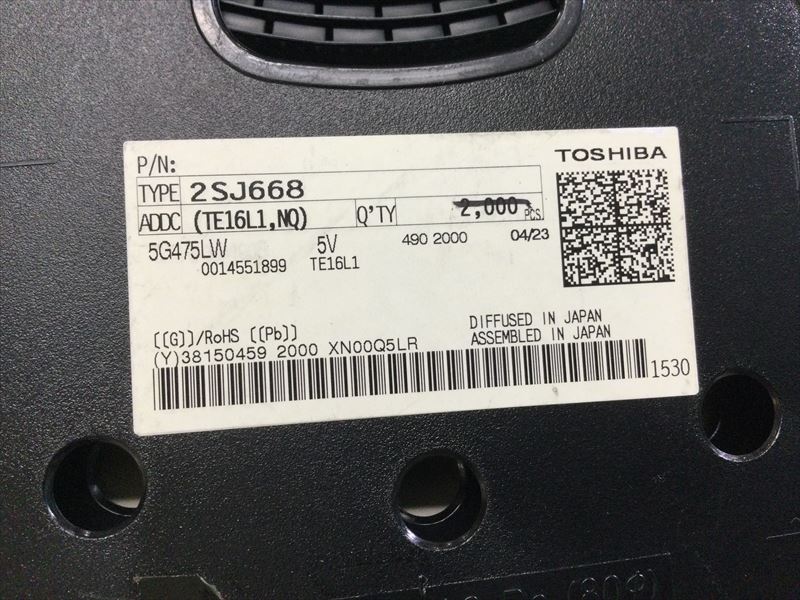 P/N:
TOSHIBA
TYPE 2SJ668
ADDC (TE16L1,NQ) Q'TY 2,000 PCS.
5G475LW 5V 490 2000 04/23
0014551899 TE16L1
DIFFUSED IN JAPAN
[[G]]/RoHS [[Pb]] ASSEMBLED IN JAPAN
(Y)38150459 2000 XN00Q5LR
1530